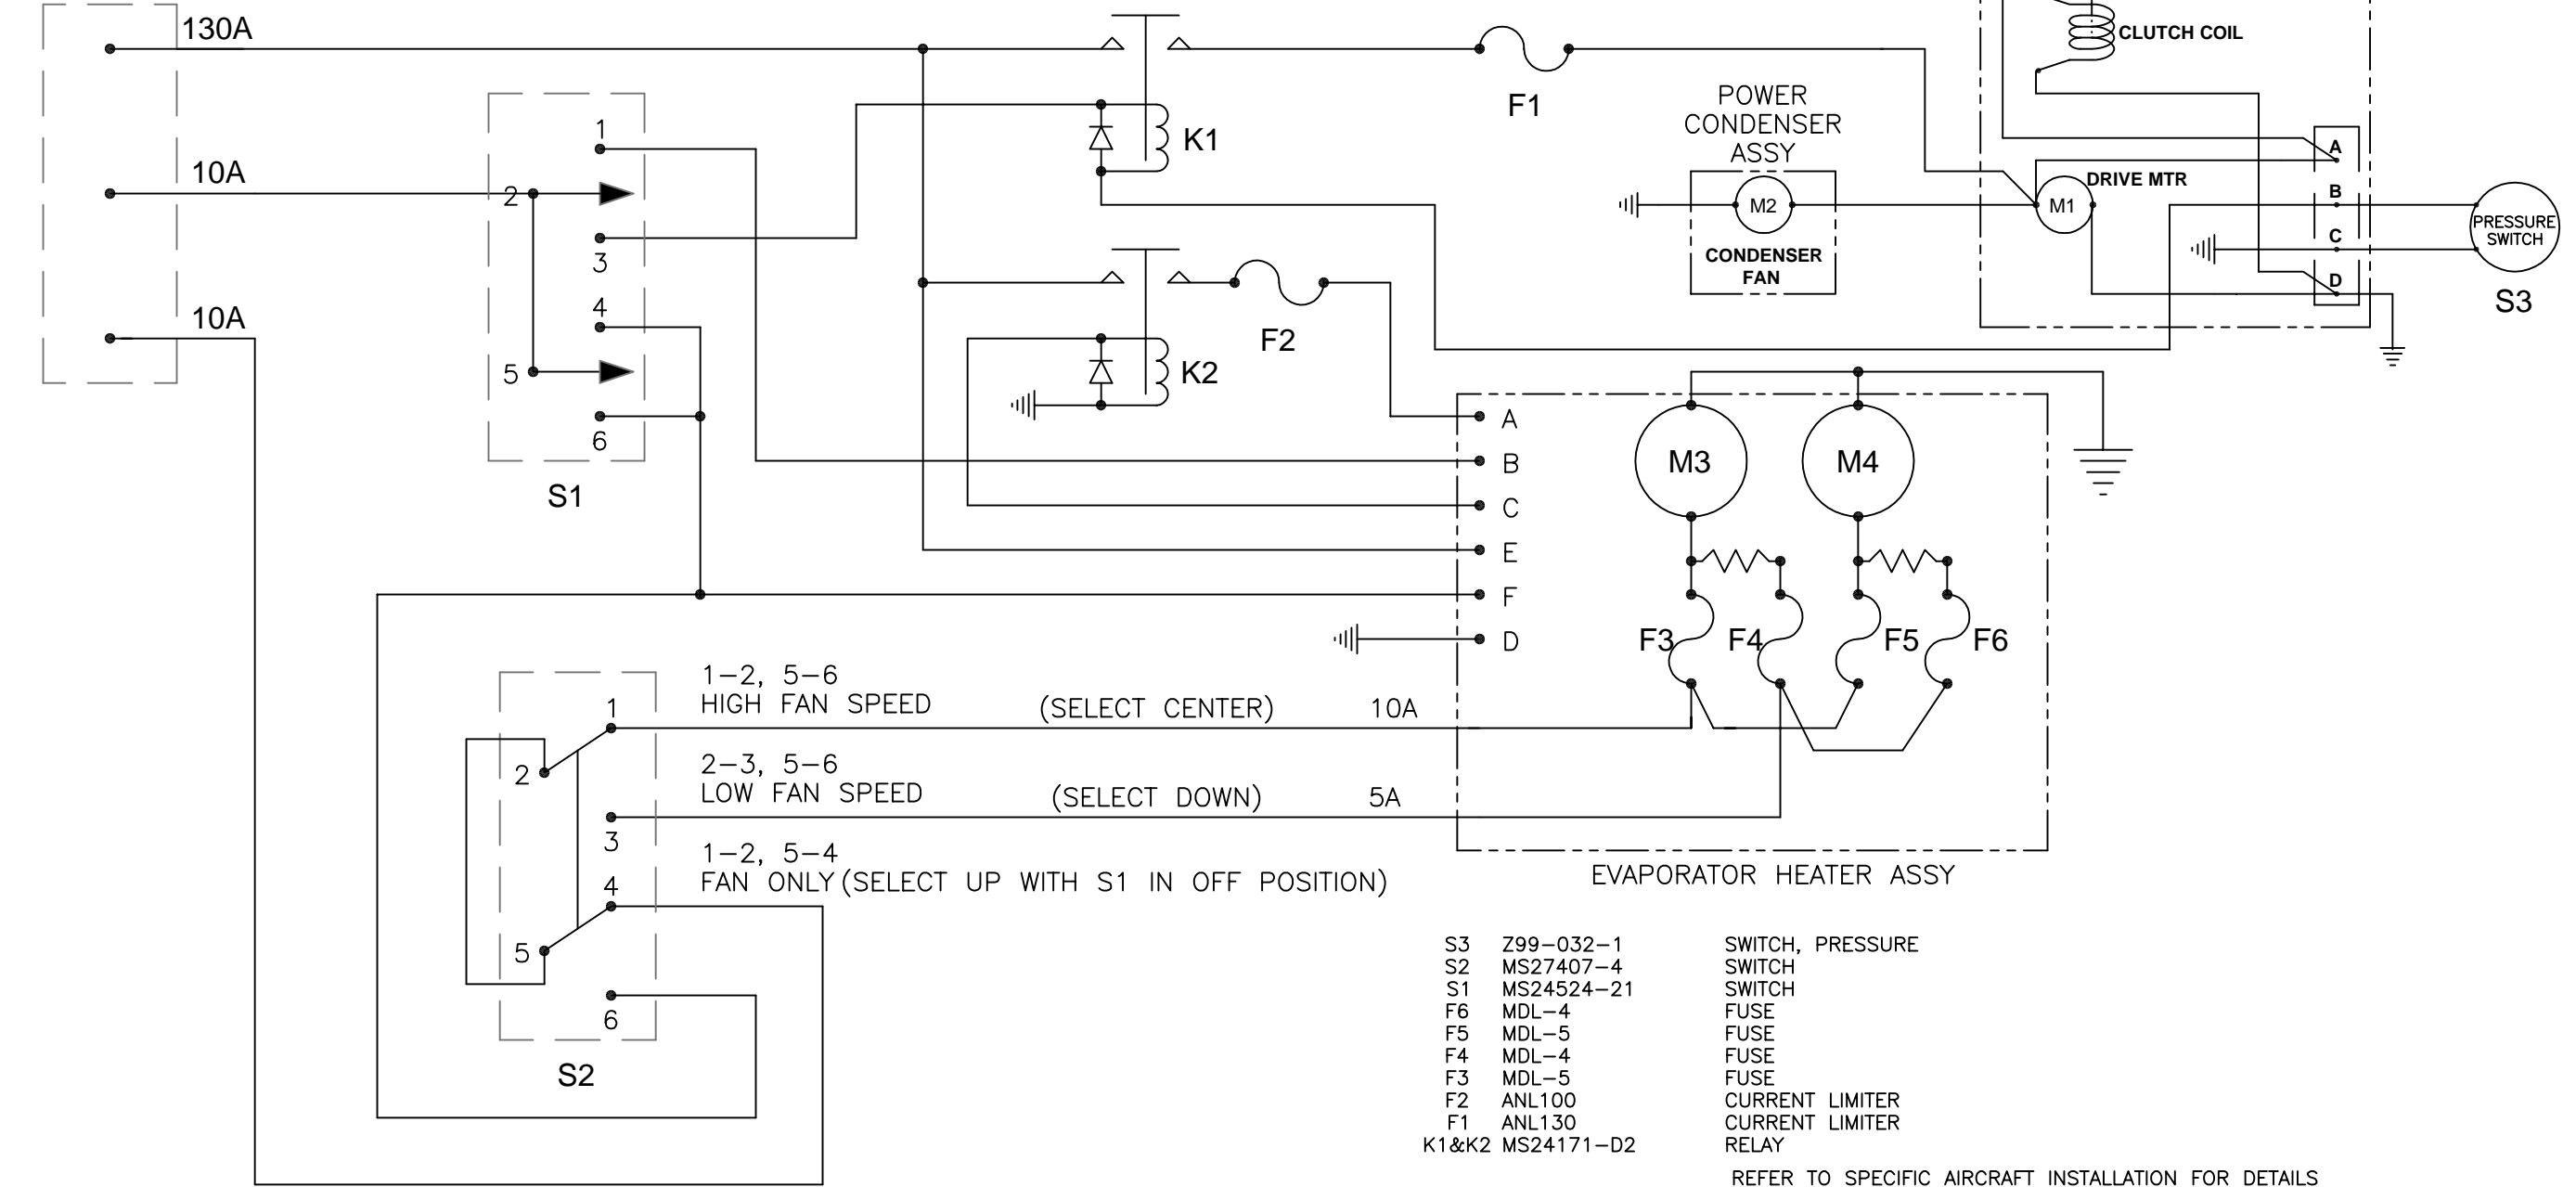 130A
10A
10A
1
2
3
4
5
6
S1
K1
K2
F1
F2
POWER
CONDENSER
ASSY
M2
CONDENSER
FAN
CLUTCH COIL
DRIVE MTR
M1
A
B
C
D
PRESSURE
SWITCH
S3
A
B
C
E
F
D
M3
M4
F3
F4
F5
F6
EVAPORATOR HEATER ASSY
1
2
3
4
5
6
S2
1-2, 5-6
HIGH FAN SPEED (SELECT CENTER) 10A
2-3, 5-6
LOW FAN SPEED (SELECT DOWN) 5A
1-2, 5-4
FAN ONLY (SELECT UP WITH S1 IN OFF POSITION)
S3 Z99-032-1 SWITCH, PRESSURE
S2 MS27407-4 SWITCH
S1 MS24524-21 SWITCH
F6 MDL-4 FUSE
F5 MDL-5 FUSE
F4 MDL-4 FUSE
F3 MDL-5 FUSE
F2 ANL100 CURRENT LIMITER
F1 ANL130 CURRENT LIMITER
K1&K2 MS24171-D2 RELAY
REFER TO SPECIFIC AIRCRAFT INSTALLATION FOR DETAILS